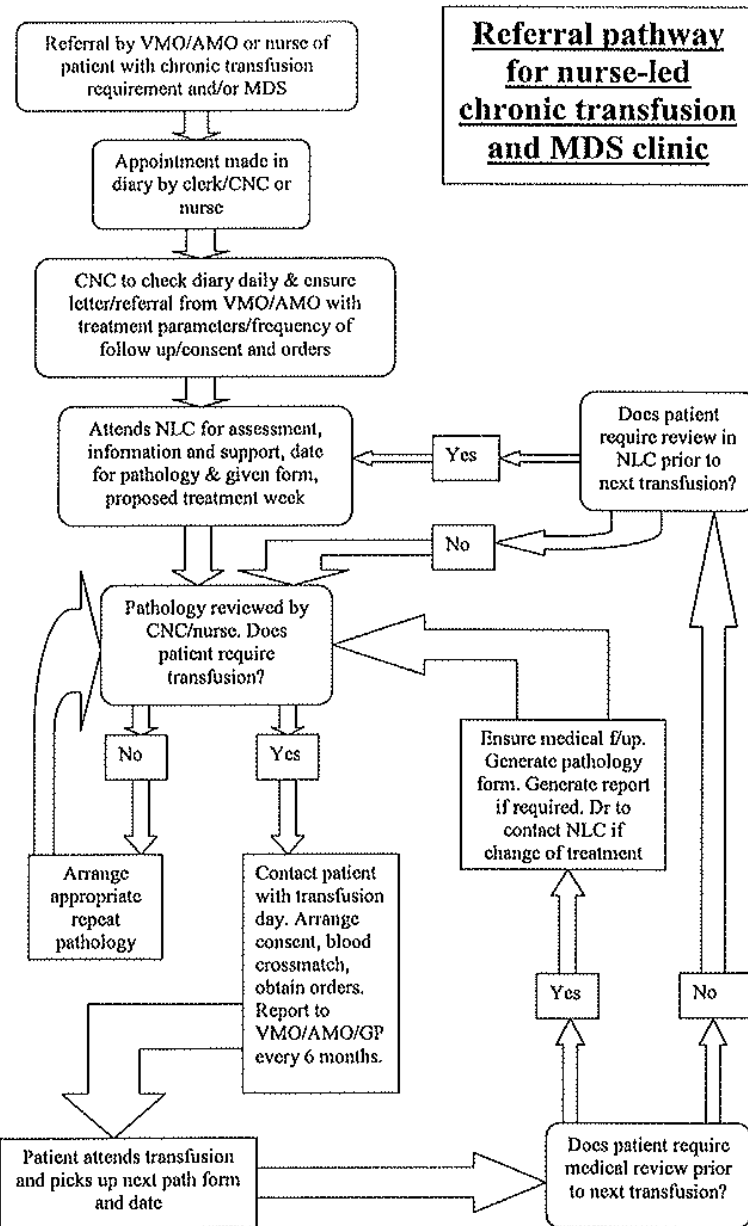 Referral pathway
for nurse-led
chronic transfusion
and MDS clinic
Referral by VMO/AMO or nurse of
patient with chronic transfusion
requirement and/or MDS
Appointment made in
diary by clerk/CNC or
nurse
CNC to check diary daily & ensure
letter/referral from VMO/AMO with
treatment parameters/frequency of
follow up/consent and orders
Attends NLC for assessment,
information and support, date
for pathology & given form,
proposed treatment week
Yes
Does patient
require review in
NLC prior to
next transfusion?
No
Pathology reviewed by
CNC/nurse. Does
patient require
transfusion?
No
Yes
Ensure medical f/up.
Generate pathology
form. Generate report
if required. Dr to
contact NLC if
change of treatment
Arrange
appropriate
repeat
pathology
Contact patient
with transfusion
day. Arrange
consent, blood
crossmatch,
obtain orders.
Report to
VMO/AMO/GP
every 6 months.
Yes
No
Patient attends transfusion
and picks up next path form
and date
Does patient require
medical review prior
to next transfusion?